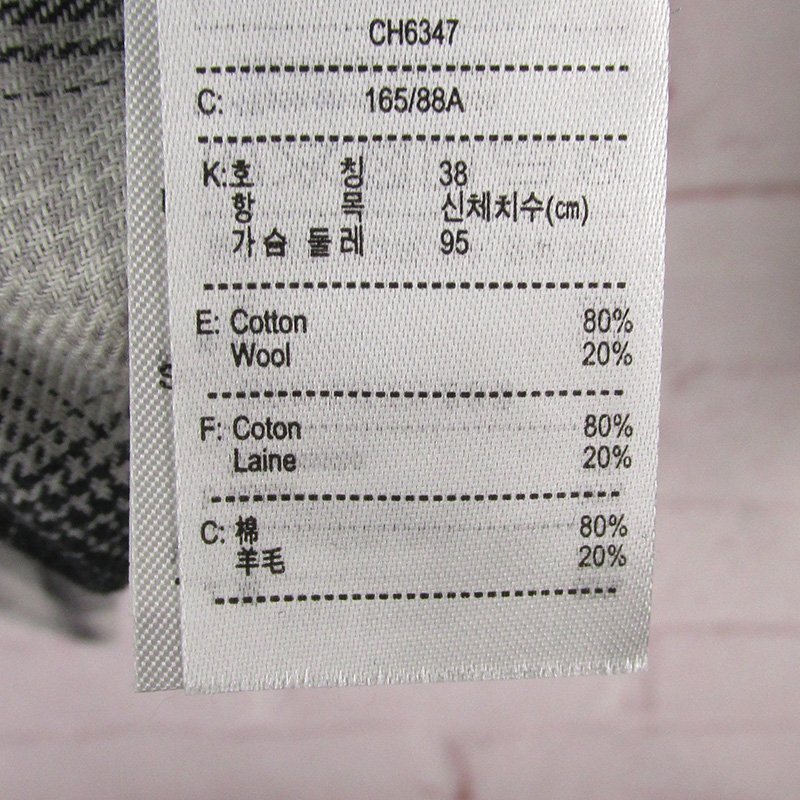 CH6347
C: 165/88A
K:호 칭 38
항 목 신체치수(cm)
가슴 둘레 95
E: Cotton 80%
Wool 20%
F: Coton 80%
Laine 20%
C: 棉 80%
羊毛 20%